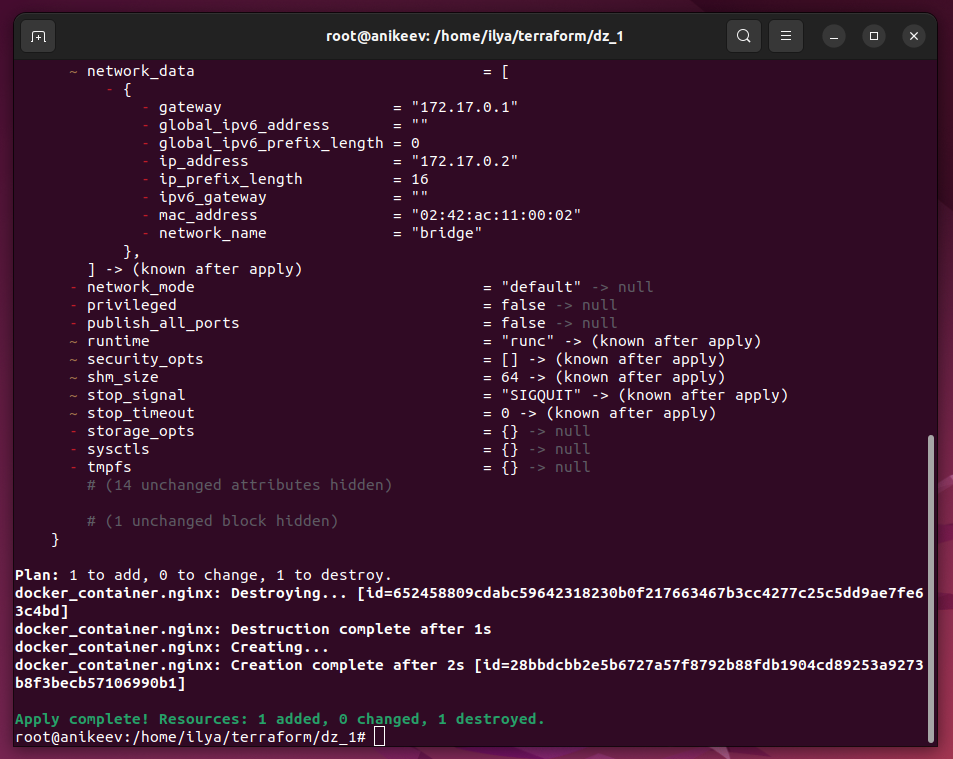 root@anikeev: /home/ilya/terraform/dz_1
~ network_data = [
- {
- gateway = "172.17.0.1"
- global_ipv6_address = ""
- global_ipv6_prefix_length = 0
- ip_address = "172.17.0.2"
- ip_prefix_length = 16
- ipv6_gateway = ""
- mac_address = "02:42:ac:11:00:02"
- network_name = "bridge"
},
] -> (known after apply)
- network_mode = "default" -> null
- privileged = false -> null
- publish_all_ports = false -> null
~ runtime = "runc" -> (known after apply)
~ security_opts = [] -> (known after apply)
~ shm_size = 64 -> (known after apply)
~ stop_signal = "SIGQUIT" -> (known after apply)
~ stop_timeout = 0 -> (known after apply)
- storage_opts = {} -> null
- sysctls = {} -> null
- tmpfs = {} -> null
# (14 unchanged attributes hidden)
# (1 unchanged block hidden)
}
Plan: 1 to add, 0 to change, 1 to destroy.
docker_container.nginx: Destroying... [id=652458809cdabc59642318230b0f217663467b3cc4277c25c5dd9ae7fe6
3c4bd]
docker_container.nginx: Destruction complete after 1s
docker_container.nginx: Creating...
docker_container.nginx: Creation complete after 2s [id=28bbdcbb2e5b6727a57f8792b88fdb1904cd89253a9273
b8f3becb57106990b1]
Apply complete! Resources: 1 added, 0 changed, 1 destroyed.
root@anikeev:/home/ilya/terraform/dz_1#